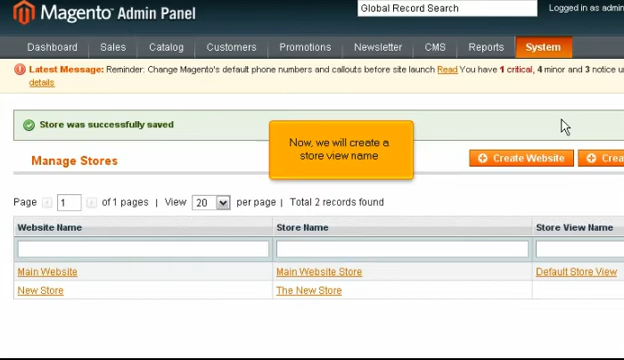 Magento Admin Panel
Global Record Search
Logged in as admin
Dashboard Sales Catalog Customers Promotions Newsletter CMS Reports System
Latest Message: Reminder: Change Magento's default phone numbers and callouts before site launch Read You have 1 critical, 4 minor and 3 notice u
details
Store was successfully saved
Now, we will create a
store view name
Manage Stores
Create Website
Crea
Page 1 of 1 pages | View 20 per page | Total 2 records found
Website Name Store Name Store View Name
Main Website Main Website Store Default Store View
New Store The New Store